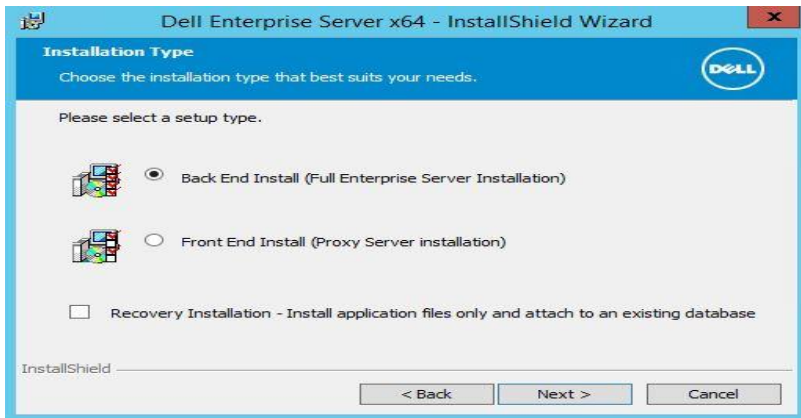 Dell Enterprise Server x64 - InstallShield Wizard
x
Installation Type
Choose the installation type that best suits your needs.
DELL
Please select a setup type.
Back End Install (Full Enterprise Server Installation)
Front End Install (Proxy Server installation)
Recovery Installation - Install application files only and attach to an existing database
InstallShield
< Back
Next >
Cancel